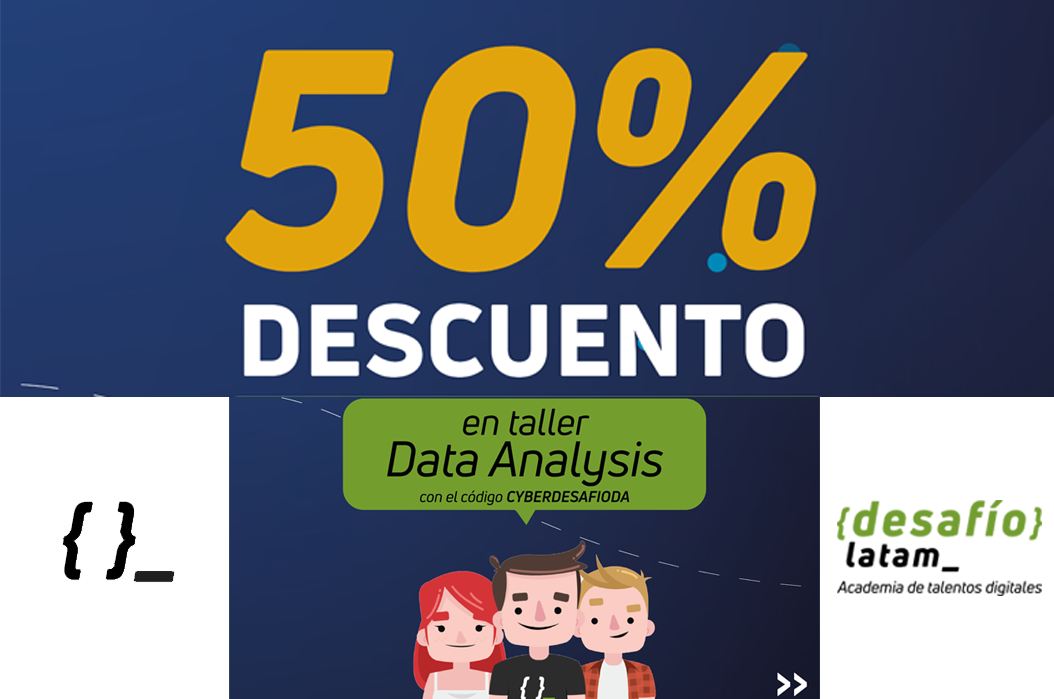 50%
DESCUENTO
en taller
Data Analysis
con el código CYBERDESAFIODA
{ }_
{desafío}
latam_
Academia de talentos digitales
{ }
>>